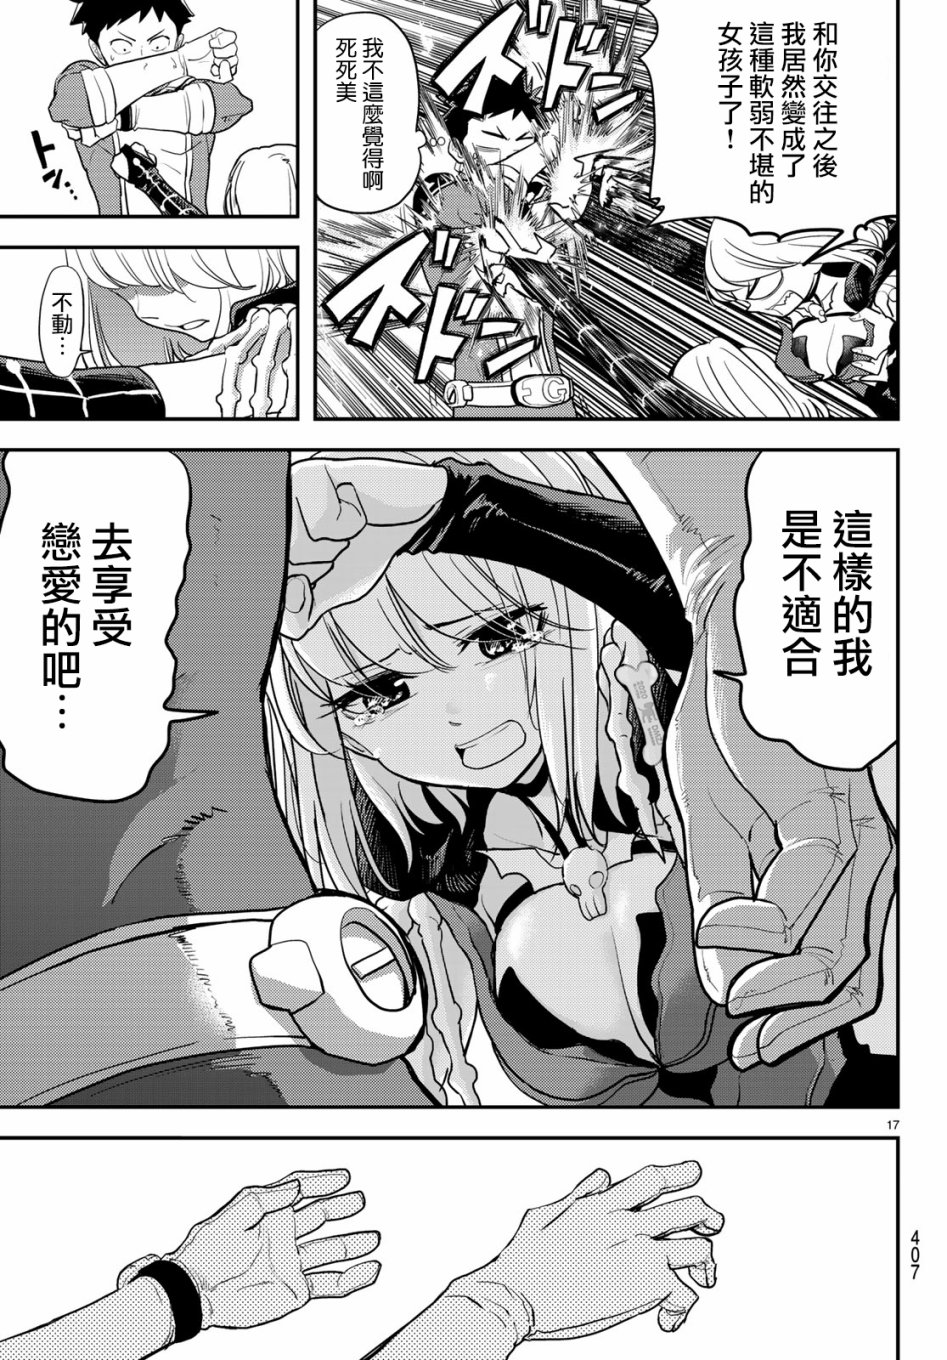 和你交往之後
我居然變成了
這種軟弱不堪的
女孩子了！
ドドン
我不這麼覺得啊
死死美
ドドン
トン…
不動…
這樣的我
是不適合
去享受
戀愛的吧…
17
407